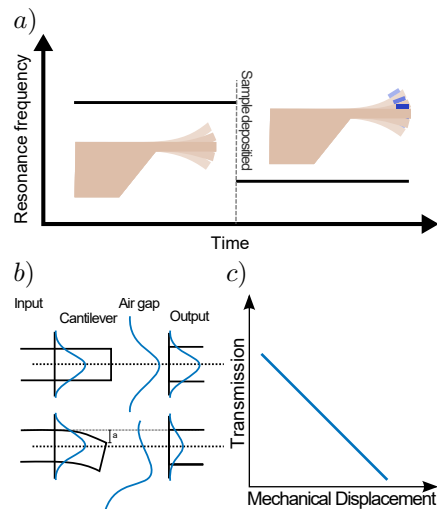 a)
Resonance frequency
Sample deposited
Time
b)
Input
Cantilever
Air gap
Output
a
c)
Transmission
Mechanical Displacement